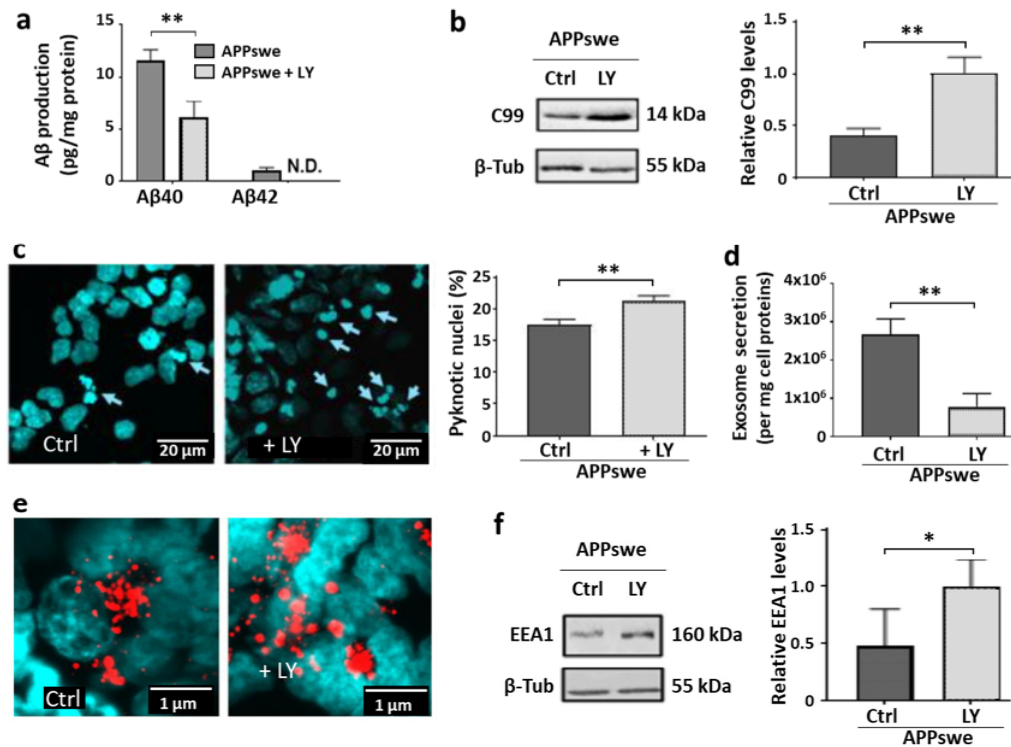 a
Aβ production
(pg/mg protein)
15
10
5
0
**
APPswe
APPswe + LY
N.D.
Aβ40
Aβ42
b
APPswe
Ctrl LY
C99
14 kDa
β-Tub
55 kDa
Relative C99 levels
1.5
1.0
0.5
0
**
Ctrl
LY
APPswe
c
Ctrl
20 µm
+ LY
20 µm
Pyknotic nuclei (%)
25
20
15
10
5
0
**
Ctrl
+ LY
APPswe
d
Exosome secretion
(per mg cell proteins)
4x10⁶
3x10⁶
2x10⁶
1x10⁶
0
**
Ctrl
LY
APPswe
e
Ctrl
1 µm
+ LY
1 µm
f
APPswe
Ctrl LY
EEA1
160 kDa
β-Tub
55 kDa
Relative EEA1 levels
1.5
1.0
0.5
0
*
Ctrl
LY
APPswe